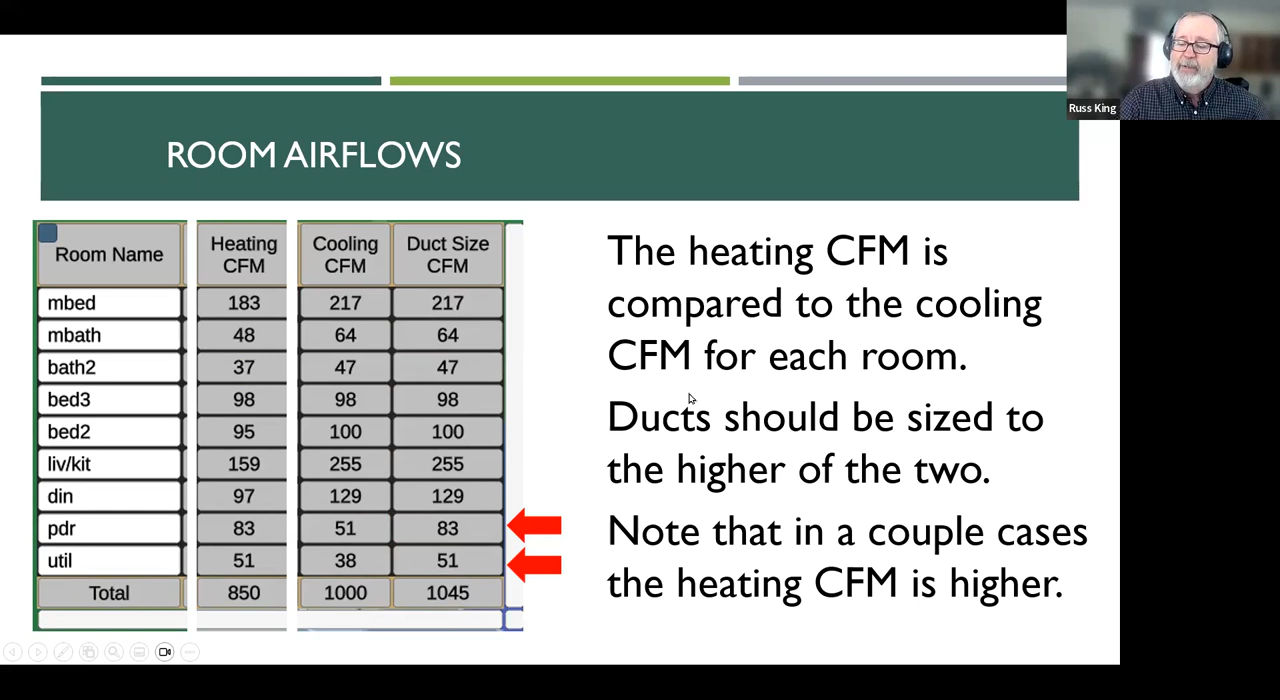 Russ King
ROOM AIRFLOWS
Room Name Heating CFM Cooling CFM Duct Size CFM
mbed 183 217 217
mbath 48 64 64
bath2 37 47 47
bed3 98 98 98
bed2 95 100 100
liv/kit 159 255 255
din 97 129 129
pdr 83 51 83
util 51 38 51
Total 850 1000 1045
The heating CFM is
compared to the cooling
CFM for each room.
Ducts should be sized to
the higher of the two.
Note that in a couple cases
the heating CFM is higher.